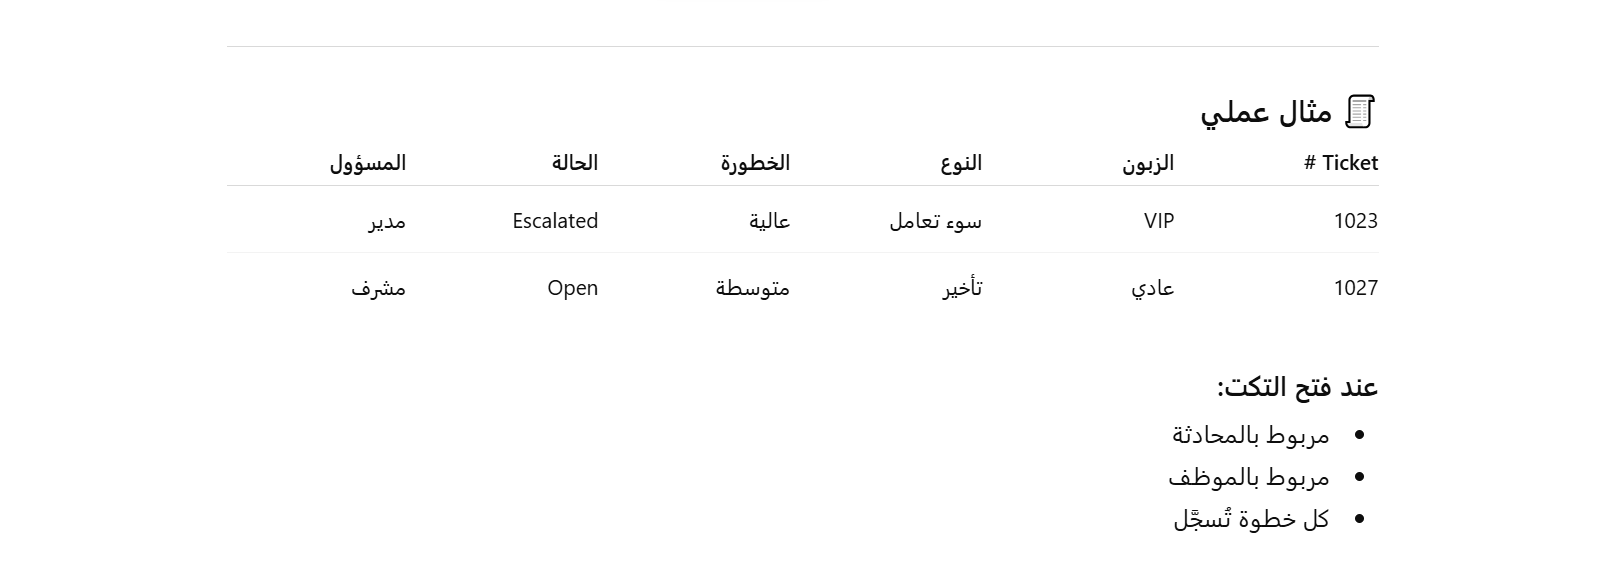 مثال عملي
# Ticket الزبون النوع الخطورة الحالة المسؤول
1023 VIP سوء تعامل عالية Escalated مدير
1027 عادي تأخير متوسطة Open مشرف
عند فتح التكت:
مربوط بالمحادثة
مربوط بالموظف
كل خطوة تُسجَّل